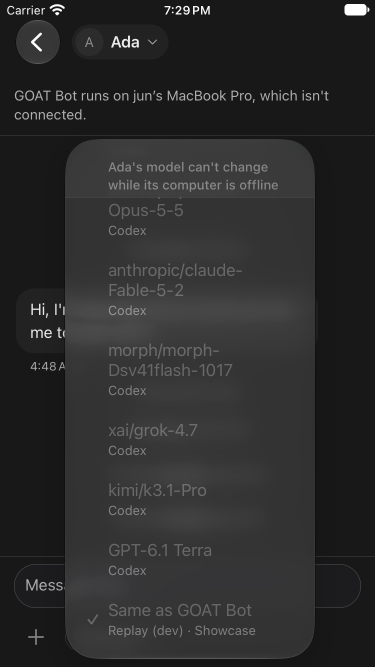 Carrier 7:29 PM
A Ada
GOAT Bot runs on jun's MacBook Pro, which isn't
connected.
Ada's model can't change
while its computer is offline
Opus-5-5
Codex
anthropic/claude-
Fable-5-2
Codex
Hi, I'
me t
morph/morph-
Dsv41flash-1017
Codex
4:48 A
xai/grok-4.7
Codex
kimi/k3.1-Pro
Codex
GPT-6.1 Terra
Codex
Mess
Same as GOAT Bot
Replay (dev) · Showcase